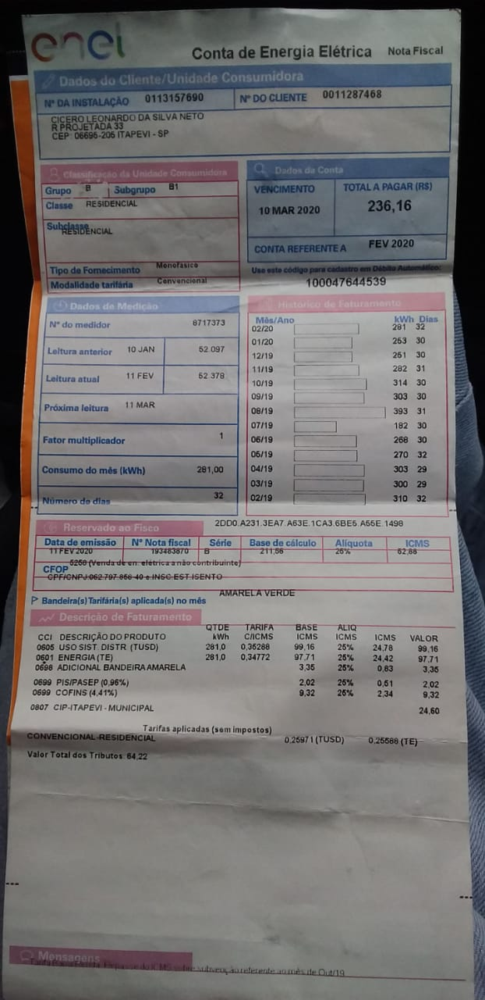 enel
Conta de Energia Elétrica Nota Fiscal
Dados do Cliente/Unidade Consumidora
Nº DA INSTALAÇÃO 0113157690 Nº DO CLIENTE 0011287468
CICERO LEONARDO DA SILVA NETO
R PROJETADA 33
CEP: 06695-205 ITAPEVI - SP
Classificação da Unidade Consumidora
Grupo B Subgrupo B1
Classe RESIDENCIAL
Subclasse
RESIDENCIAL
Tipo de Fornecimento Monofásico
Modalidade tarifária Convencional
Dados da Conta
VENCIMENTO TOTAL A PAGAR (R$)
10 MAR 2020 236,16
CONTA REFERENTE A FEV 2020
Use este código para cadastro em Débito Automático:
100047644539
Dados de Medição
Nº do medidor 8717373
Leitura anterior 10 JAN 52.097
Leitura atual 11 FEV 52.378
Próxima leitura 11 MAR
Fator multiplicador 1
Consumo do mês (kWh) 281,00
Número de dias 32
Histórico de Faturamento
Mês/Ano kWh Dias
02/20 281 32
01/20 253 30
12/19 251 30
11/19 282 31
10/19 314 30
09/19 303 30
08/19 393 31
07/19 182 30
06/19 268 30
05/19 270 32
04/19 303 29
03/19 300 29
02/19 310 32
Reservado ao Fisco 2DD0.A231.3EA7.A63E.1CA3.6BE5.A55E.1498
Data de emissão Nº Nota fiscal Série Base de cálculo Alíquota ICMS
11 FEV 2020 193483870 B 211,56 25% 52,88
5258 (Venda de en. elétrica a não contribuinte)
CFOP
CPF/CNPJ:062.797.858-40 e INSC.EST.ISENTO
AMARELA VERDE
Bandeira(s) Tarifária(s) aplicada(s) no mês
Descrição de Faturamento
QTDE TARIFA BASE ALIQ
CCI DESCRIÇÃO DO PRODUTO kWh C/ICMS ICMS ICMS ICMS VALOR
0605 USO SIST. DISTR. (TUSD) 281,0 0,35288 99,16 25% 24,78 99,16
0601 ENERGIA (TE) 281,0 0,34772 97,71 25% 24,42 97,71
0698 ADICIONAL BANDEIRA AMARELA 3,35 25% 0,83 3,35
0699 PIS/PASEP (0,96%) 2,02 25% 0,51 2,02
0699 COFINS (4,41%) 9,32 25% 2,34 9,32
0807 CIP-ITAPEVI - MUNICIPAL 24,60
Tarifas aplicadas (sem impostos)
CONVENCIONAL-RESIDENCIAL 0,25971 (TUSD) 0,25588 (TE)
Valor Total dos Tributos: 64,22
Mensagens
do ICMS sobre subvenção referente ao mês de Out/19